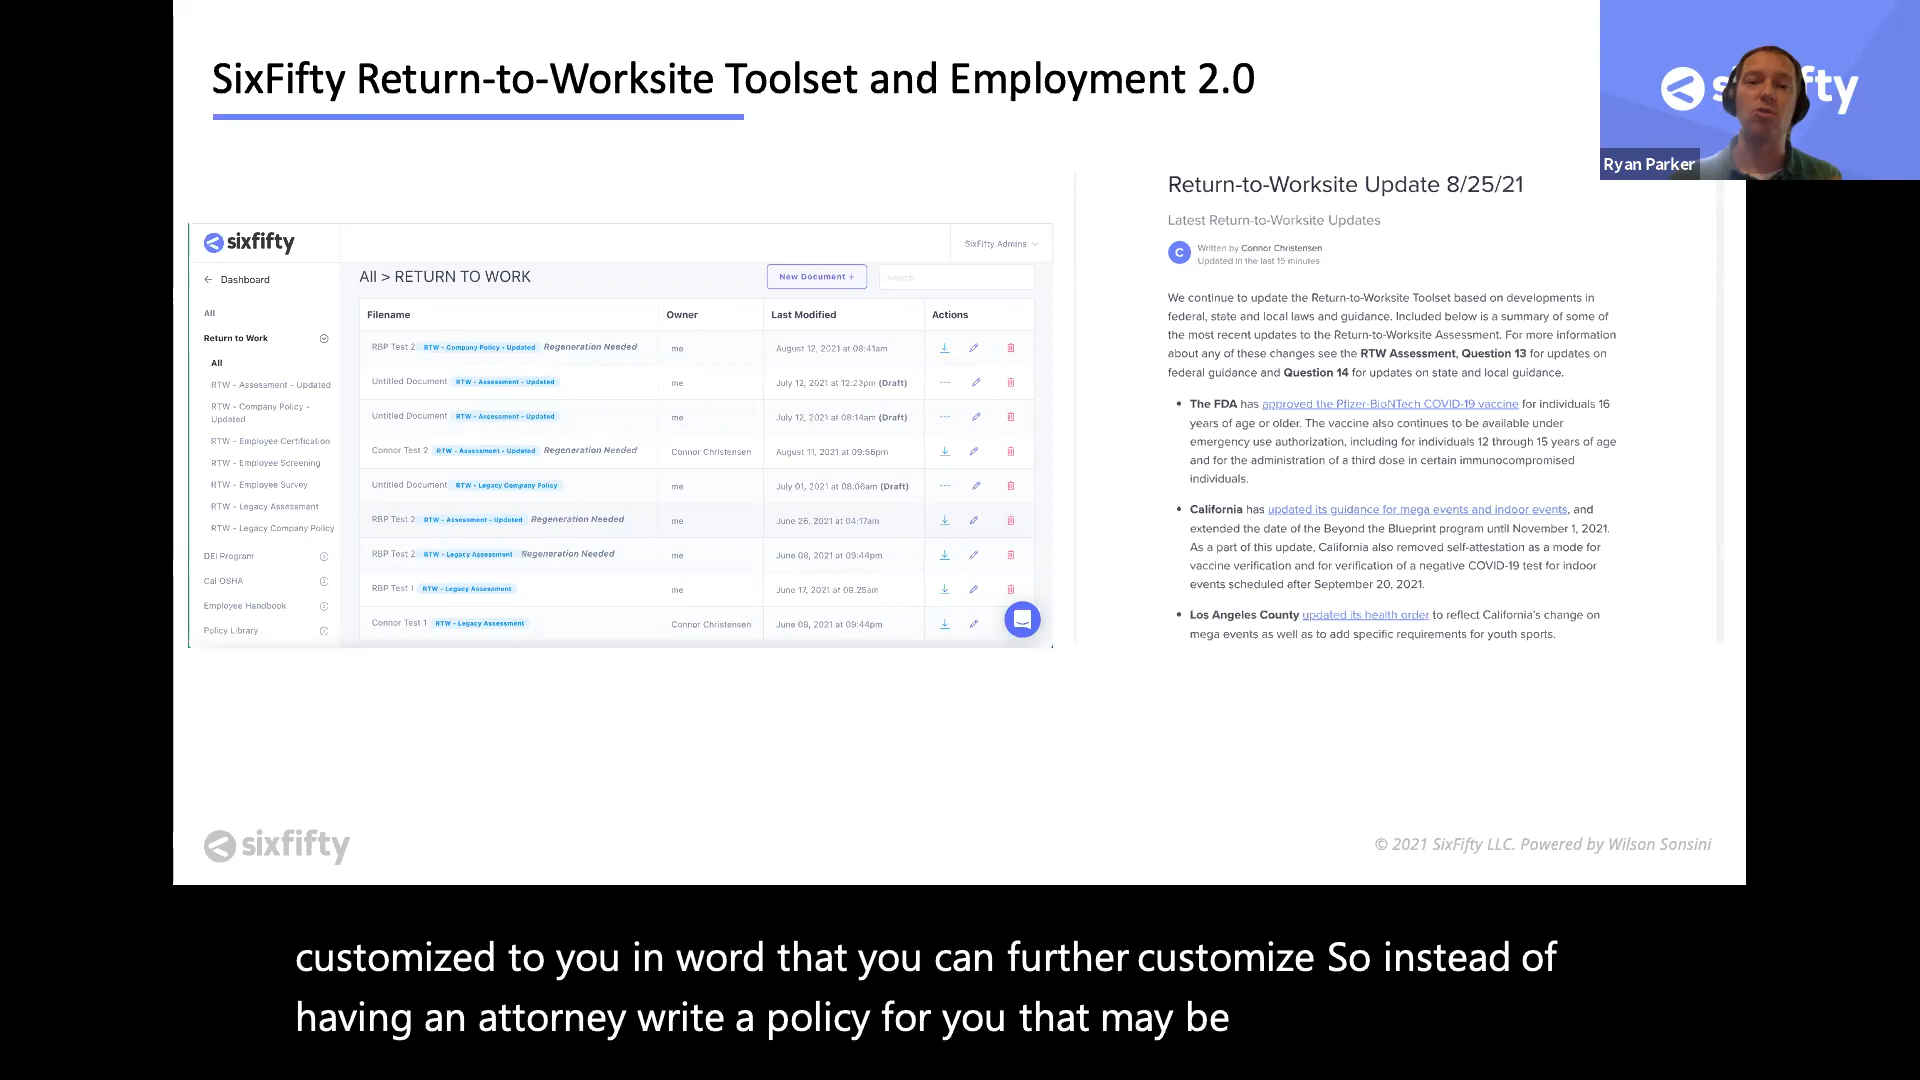 SixFifty Return-to-Worksite Toolset and Employment 2.0
sixfifty
Ryan Parker
sixfifty
SixFifty Admins
← Dashboard
All
Return to Work
All
RTW - Assessment - Updated
RTW - Company Policy -
Updated
RTW - Employee Certification
RTW - Employee Screening
RTW - Employee Survey
RTW - Legacy Assessment
RTW - Legacy Company Policy
DEI Program
Cal OSHA
Employee Handbook
Policy Library
All > RETURN TO WORK
New Document +
Search
Filename Owner Last Modified Actions
RBP Test 2 RTW - Company Policy - Updated Regeneration Needed me August 12, 2021 at 08:41am
Untitled Document RTW - Assessment - Updated me July 12, 2021 at 12:23pm (Draft)
Untitled Document RTW - Assessment - Updated me July 12, 2021 at 08:14am (Draft)
Connor Test 2 RTW - Assessment - Updated Regeneration Needed Connor Christensen August 11, 2021 at 09:56pm
Untitled Document RTW - Legacy Company Policy me July 01, 2021 at 08:06am (Draft)
RBP Test 2 RTW - Assessment - Updated Regeneration Needed me June 26, 2021 at 04:17am
RBP Test 2 RTW - Legacy Assessment Regeneration Needed me June 08, 2021 at 09:44pm
RBP Test 1 RTW - Legacy Assessment me June 17, 2021 at 09:25am
Connor Test 1 RTW - Legacy Assessment Connor Christensen June 08, 2021 at 09:44pm
Return-to-Worksite Update 8/25/21
Latest Return-to-Worksite Updates
C
Written by Connor Christensen
Updated in the last 15 minutes
We continue to update the Return-to-Worksite Toolset based on developments in
federal, state and local laws and guidance. Included below is a summary of some of
the most recent updates to the Return-to-Worksite Assessment. For more information
about any of these changes see the RTW Assessment, Question 13 for updates on
federal guidance and Question 14 for updates on state and local guidance.
• The FDA has approved the Pfizer-BioNTech COVID-19 vaccine for individuals 16
years of age or older. The vaccine also continues to be available under
emergency use authorization, including for individuals 12 through 15 years of age
and for the administration of a third dose in certain immunocompromised
individuals.
• California has updated its guidance for mega events and indoor events, and
extended the date of the Beyond the Blueprint program until November 1, 2021.
As a part of this update, California also removed self-attestation as a mode for
vaccine verification and for verification of a negative COVID-19 test for indoor
events scheduled after September 20, 2021.
• Los Angeles County updated its health order to reflect California's change on
mega events as well as to add specific requirements for youth sports.
sixfifty
© 2021 SixFifty LLC. Powered by Wilson Sonsini
customized to you in word that you can further customize So instead of
having an attorney write a policy for you that may be